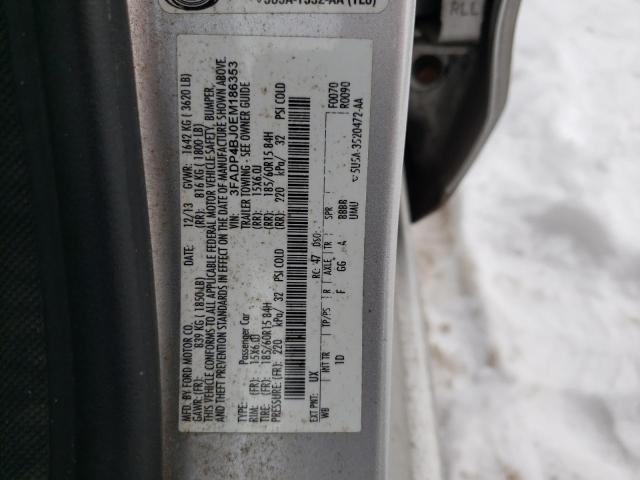 5U5A-1532-AA (TLO)
RLL
MFD. BY FORD MOTOR CO. DATE: 12/13 GVWR: 1642 KG ( 3620 LB)
GAWR (FR): 839 KG ( 1850LB) (RR): 816 KG ( 1800 LB)
THIS VEHICLE CONFORMS TO ALL APPLICABLE FEDERAL MOTOR VEHICLE SAFETY, BUMPER,
AND THEFT PREVENTION STANDARDS IN EFFECT ON THE DATE OF MANUFACTURE SHOWN ABOVE.
VIN: 3FADP4BJ0EM186353
TYPE: Passenger Car TRAILER TOWING - SEE OWNER GUIDE
RIM: (FR): 15X6.0J (RR): 15X6.0J
TIRE: (FR): 185/60R15 84H (RR): 185/60R15 84H
PRESSURE: (FR): 220 kPa/ 32 PSI COLD (RR): 220 kPa/ 32 PSI COLD
F0070
R0090
EXT PNT: UX RC: 47 DSO:
WB INT TR TP/PS R AXLE TR SPR
1D F GG A BBBB
UMU
5U5A-3520472-AA